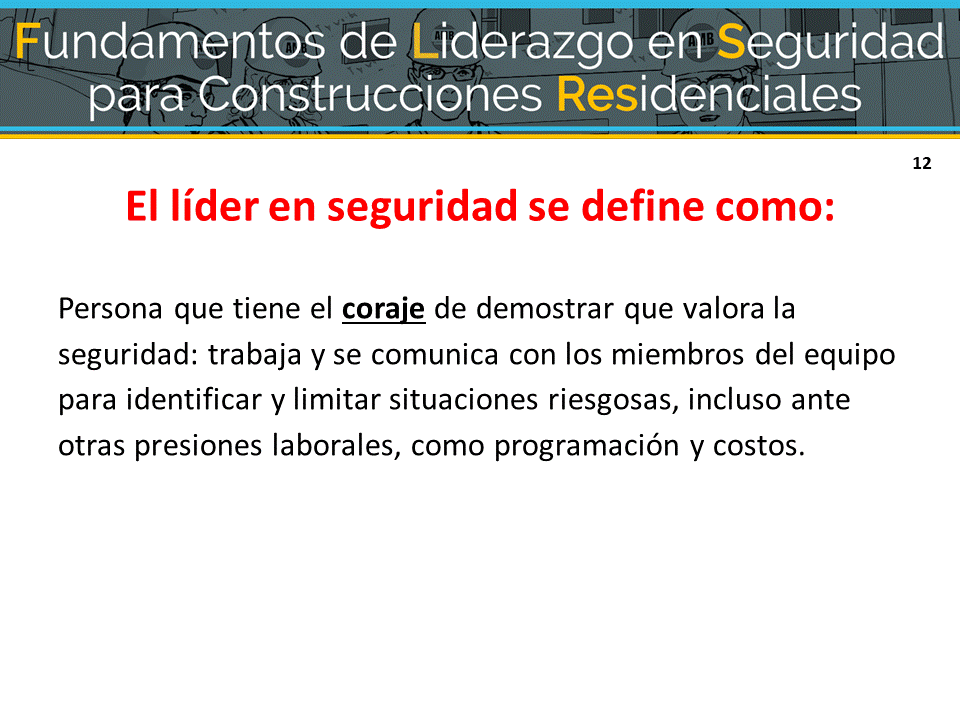 Fundamentos de Liderazgo en Seguridad
para Construcciones Residenciales
12
El líder en seguridad se define como:
Persona que tiene el coraje de demostrar que valora la
seguridad: trabaja y se comunica con los miembros del equipo
para identificar y limitar situaciones riesgosas, incluso ante
otras presiones laborales, como programación y costos.